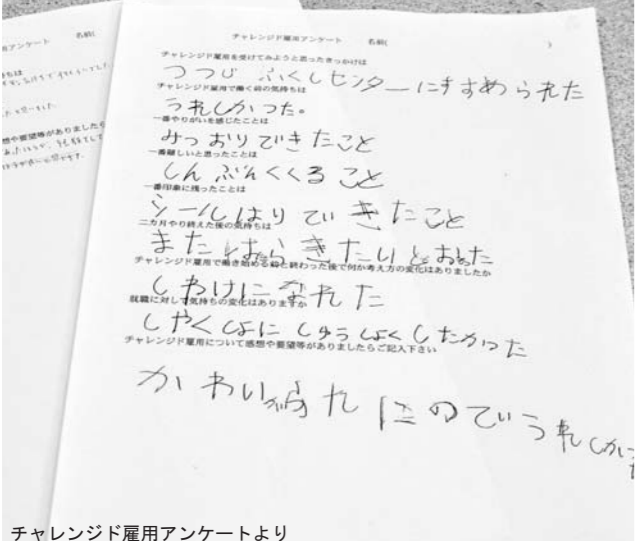 チャレンジド雇用アンケート 名前( )
チャレンジド雇用を受けてみようと思ったきっかけは
つつじ ふくしセンターにすすめられた
チャレンジド雇用で働く前の気持ちは
うれしかった。
一番やりがいを感じたことは
みつおりできたこと
一番難しいと思ったことは
しんぶんくくること
一番印象に残ったことは
シールはりできたこと
二カ月やり終えた後の気持ちは
またはらきたいとおもた
チャレンジド雇用で働き始める前と終わった後で何か考え方の変化はありましたか
しわけになれた
就職に対して気持ちの変化はありますか
しやくしょにしゅうしょくしたかった
チャレンジド雇用について感想や要望等がありましたらご記入下さい
かわい
れたのでうれしかった
アンケート 名前(
チャレンジド雇用アンケートより